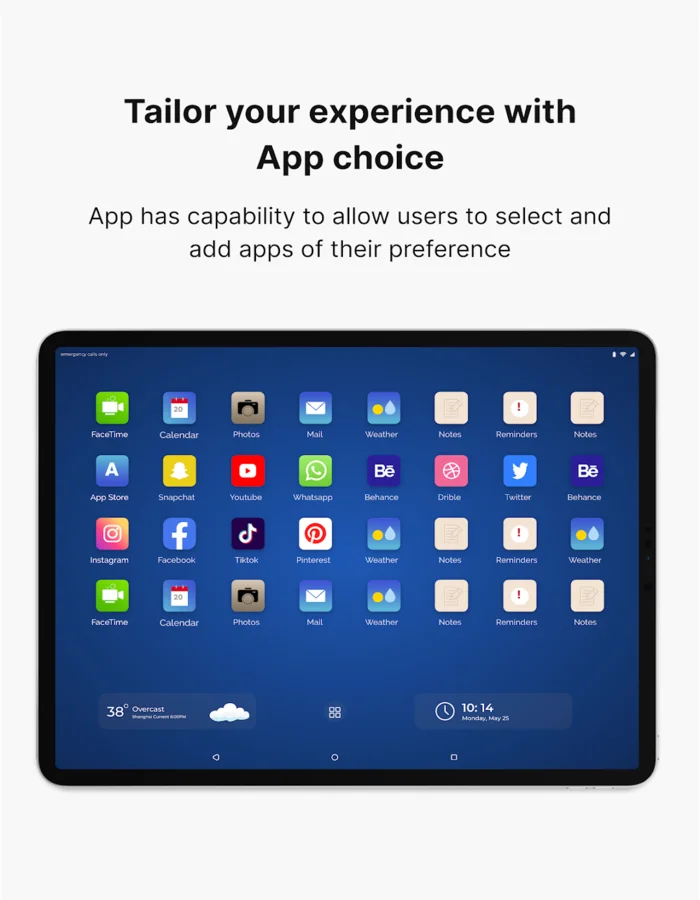 Tailor your experience with
App choice
App has capability to allow users to select and
add apps of their preference
emergency calls only
20
FaceTime Calendar Photos Mail Weather Notes Reminders Notes
A Bē Bē
App Store Snapchat Youtube Whatsapp Behance Drible Twitter Behance
Instagram Facebook Tiktok Pinterest Weather Notes Reminders Weather
20
FaceTime Calendar Photos Mail Weather Notes Reminders Notes
38° Overcast
Shanghai Current 6:00PM
10: 14
Monday, May 25